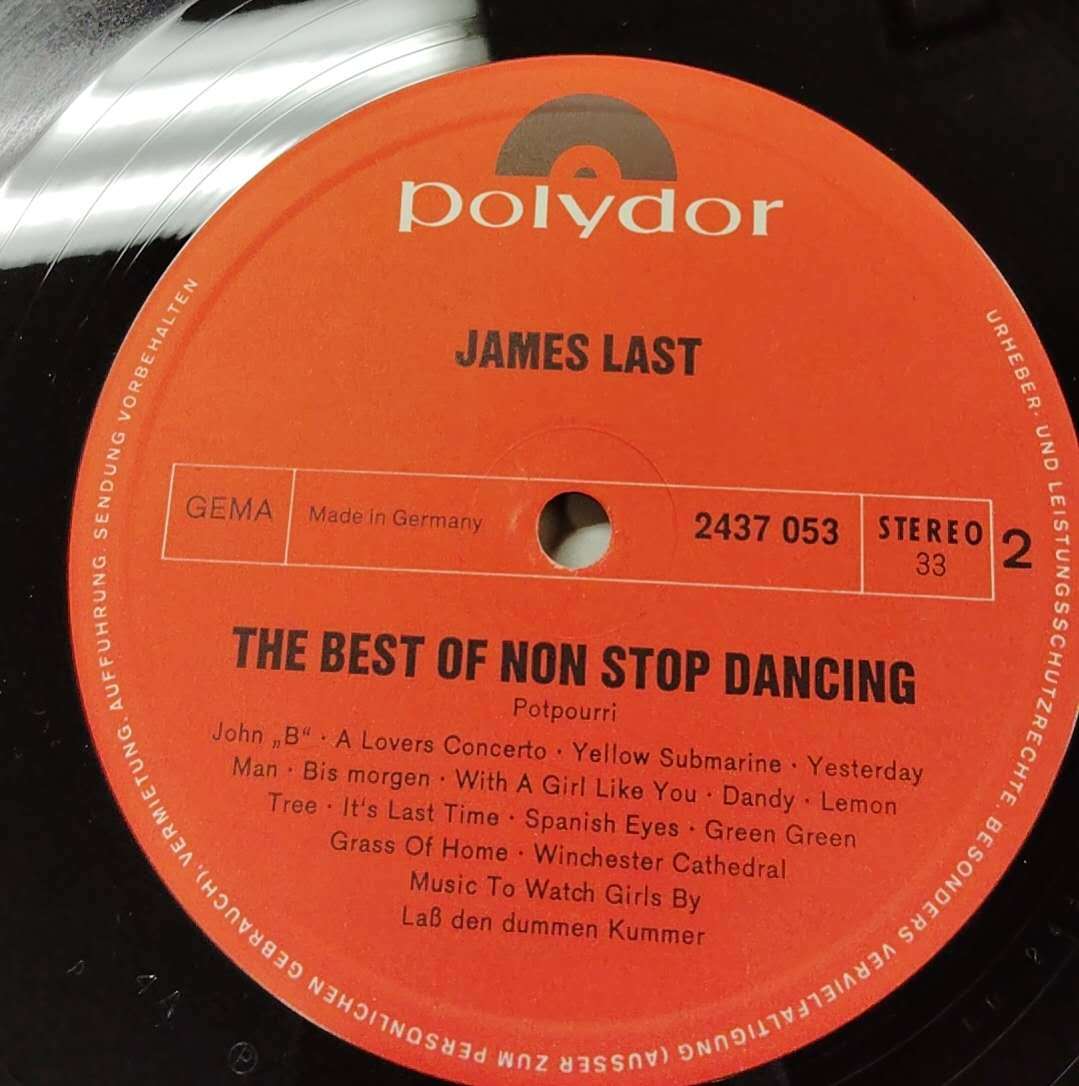 polydor
JAMES LAST
GEMA
Made in Germany
2437 053
STEREO
33
2
THE BEST OF NON STOP DANCING
Potpourri
John „B“ · A Lovers Concerto · Yellow Submarine · Yesterday
Man · Bis morgen · With A Girl Like You · Dandy · Lemon
Tree · It's Last Time · Spanish Eyes · Green Green
Grass Of Home · Winchester Cathedral
Music To Watch Girls By
Laß den dummen Kummer
URHEBER- UND LEISTUNGSSCHUTZRECHTE, BESONDERS VERVIELFÄLTIGUNG (AUSSER ZUM PERSÖNLICHEN GEBRAUCH), VERMIETUNG, AUFFÜHRUNG, SENDUNG VORBEHALTEN